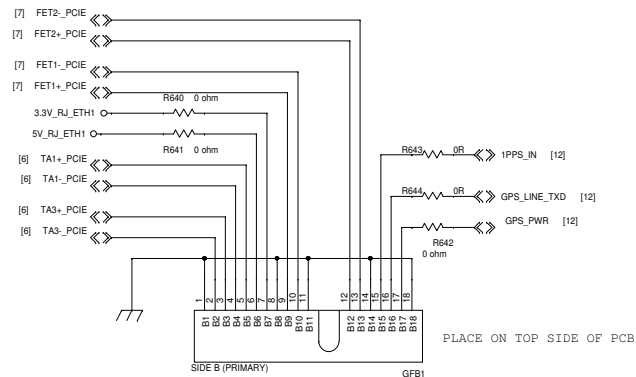 [7] FET2-_PCIE
[7] FET2+_PCIE
[7] FET1-_PCIE
[7] FET1+_PCIE
R640 0 ohm
3.3V_RJ_ETH1
5V_RJ_ETH1
R641 0 ohm
[6] TA1+_PCIE
[6] TA1-_PCIE
[6] TA3+_PCIE
[6] TA3-_PCIE
R643 0R 1PPS_IN [12]
R644 0R GPS_LINE_TXD [12]
GPS_PWR [12]
R642
0 ohm
1 2 3 4 5 6 7 8 9 10 11 12 13 14 15 16 17 18
B1 B2 B3 B4 B5 B6 B7 B8 B9 B10 B11 B12 B13 B14 B15 B16 B17 B18
PLACE ON TOP SIDE OF PCB
SIDE B (PRIMARY)
GFB1